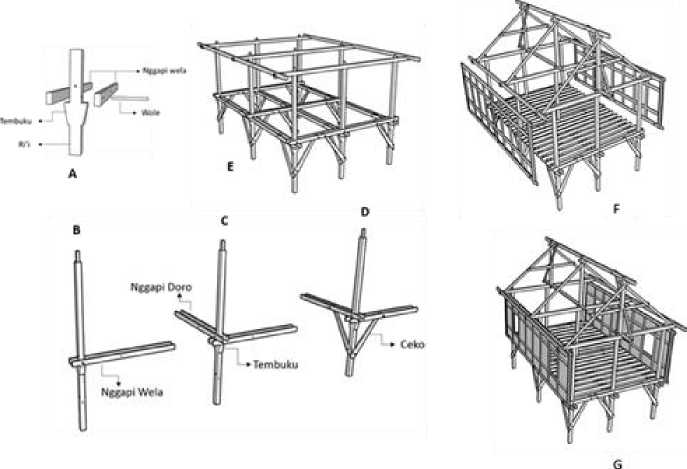 Nggapi wela
Wole
Tembuku
Ri'i
A
E
F
B
C
D
Nggapi Doro
Tembuku
Nggapi Wela
Ceko
G